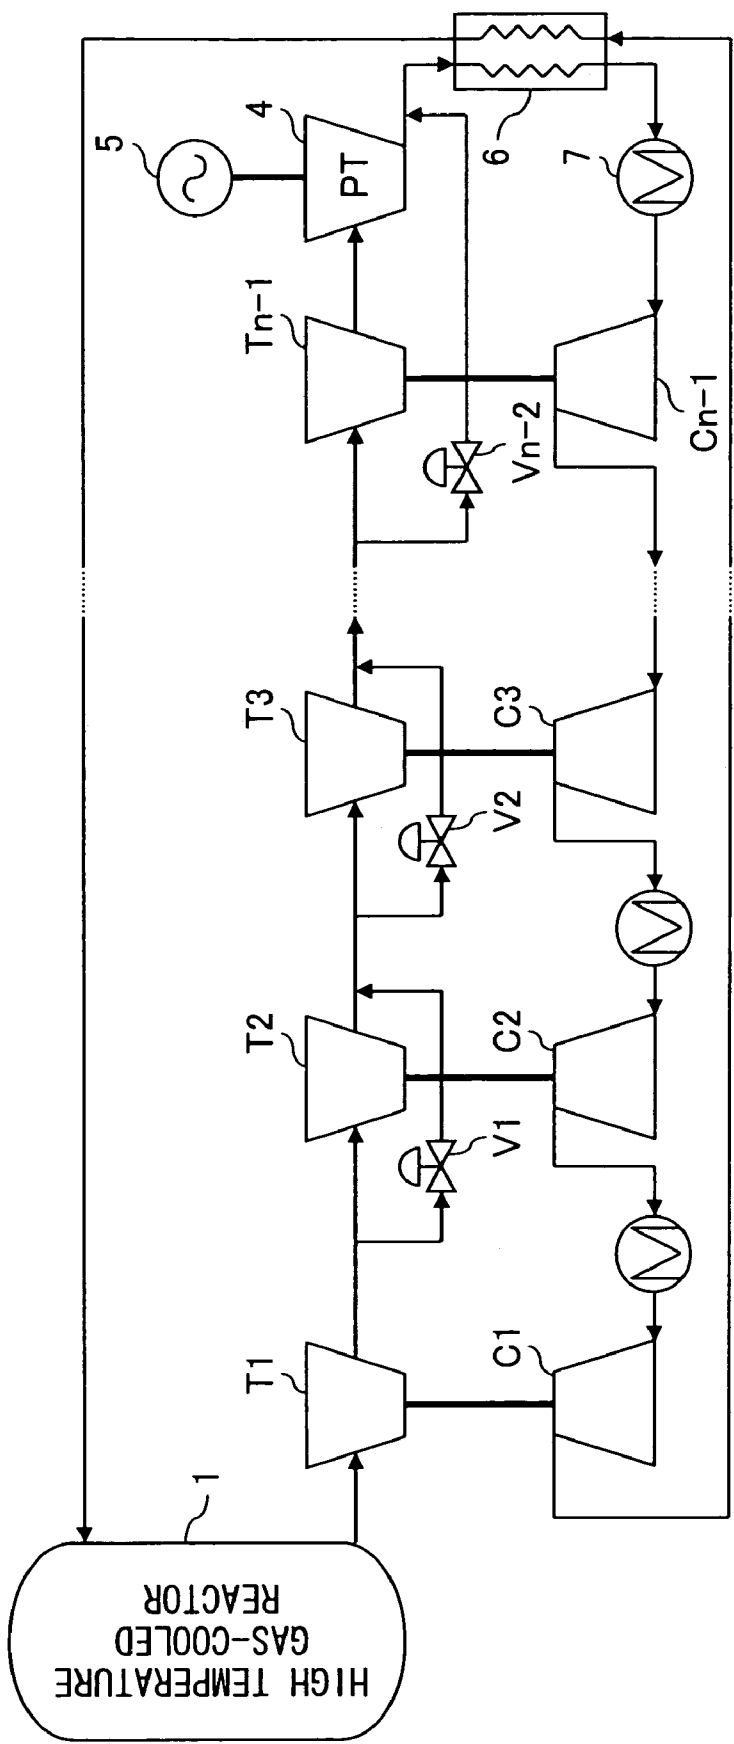 HIGH TEMPERATURE
GAS-COOLED
REACTOR
1
T1
T2
T3
Tn-1
4
PT
5
V1
V2
Vn-2
6
7
C1
C2
C3
Cn-1